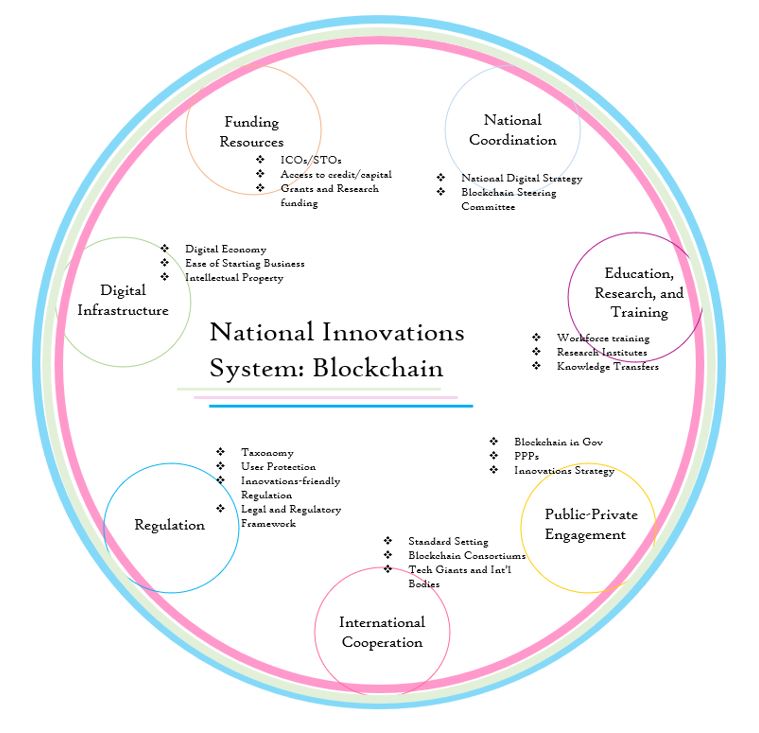 Funding
Resources
❖ ICOs/STOs
❖ Access to credit/capital
❖ Grants and Research
funding
National
Coordination
❖ National Digital Strategy
❖ Blockchain Steering
Committee
Digital
Infrastructure
❖ Digital Economy
❖ Ease of Starting Business
❖ Intellectual Property
Education,
Research, and
Training
❖ Workforce training
❖ Research Institutes
❖ Knowledge Transfers
National Innovations
System: Blockchain
❖ Taxonomy
❖ User Protection
❖ Innovations-friendly
Regulation
❖ Legal and Regulatory
Framework
Regulation
❖ Blockchain in Gov
❖ PPPs
❖ Innovations Strategy
Public-Private
Engagement
❖ Standard Setting
❖ Blockchain Consortiums
❖ Tech Giants and Int'l
Bodies
International
Cooperation